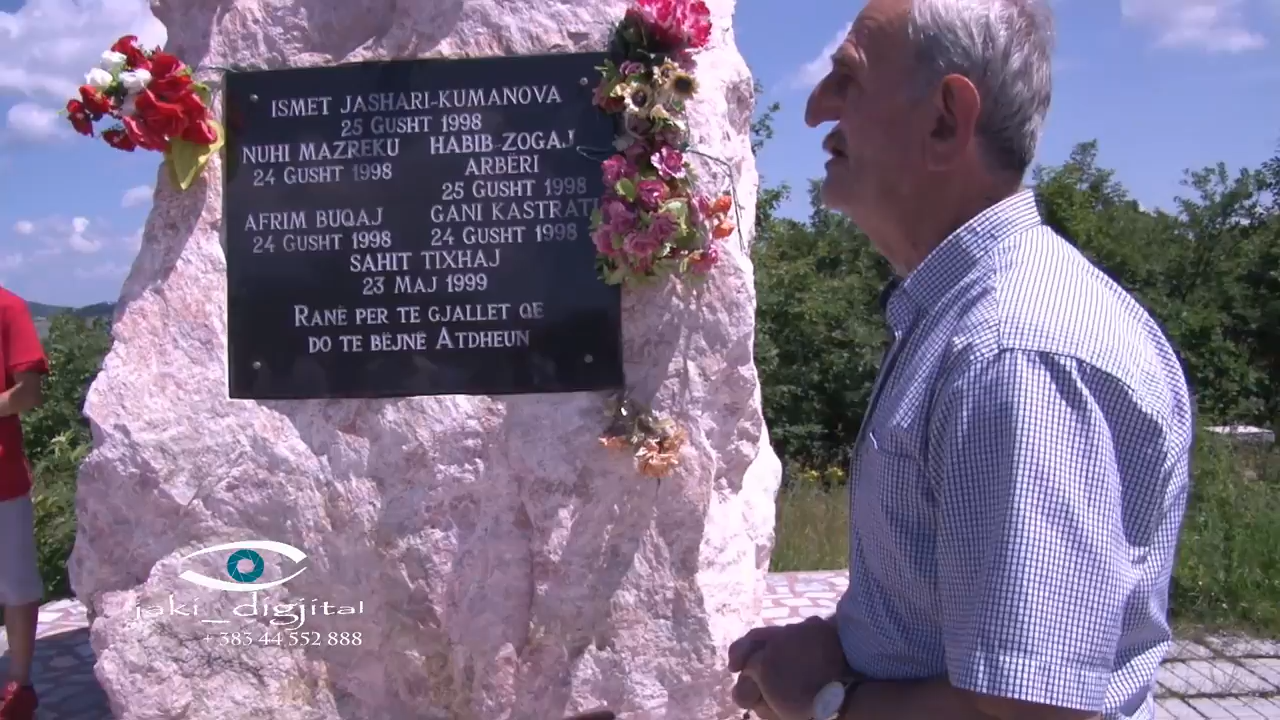 ISMET JASHARI-KUMANOVA
25 GUSHT 1998
NUHI MAZREKU HABIB ZOGAJ
24 GUSHT 1998 ARBËRI
25 GUSHT 1998
AFRIM BUQAJ GANI KASTRATI
24 GUSHT 1998 24 GUSHT 1998
SAHIT TIXHAJ
23 MAJ 1999
RANË PER TE GJALLET QE
DO TE BËJNË ATDHEUN
jaki_digjital
+ 383 44 552 888